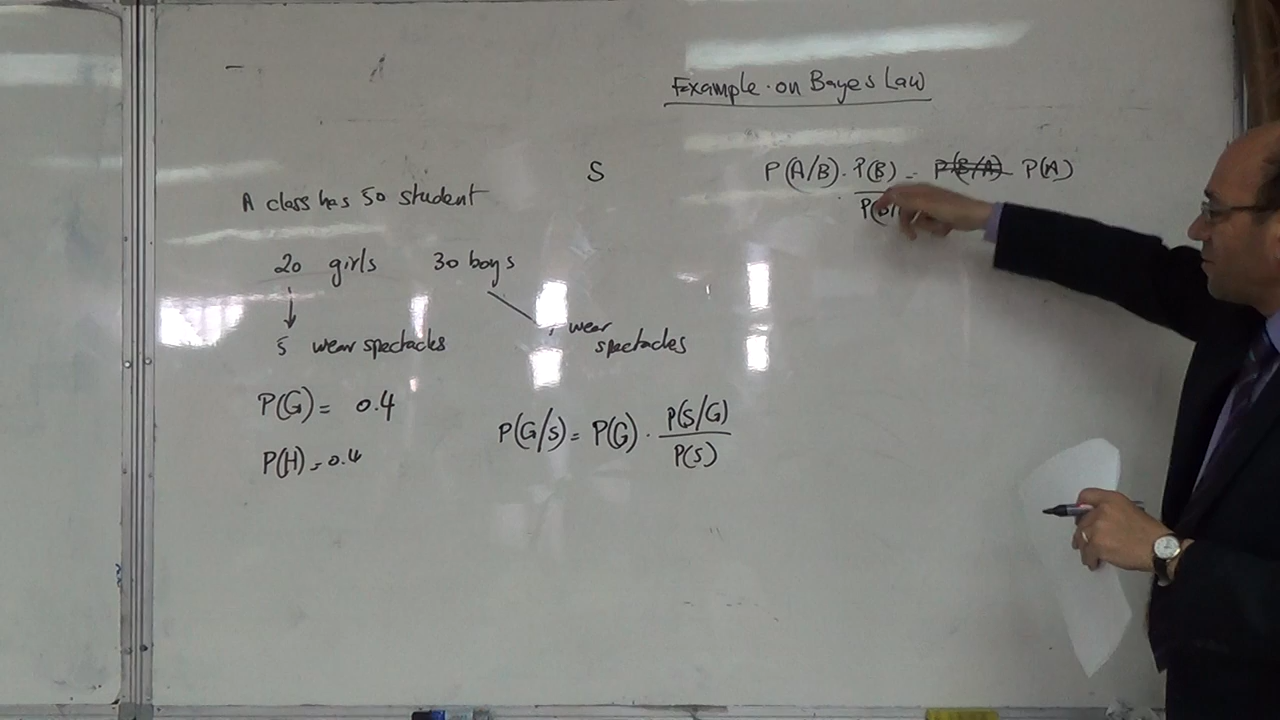 Example on Bayes Law
S
P(A/B) . P(B) = P(B/A) P(A)
P(B/
A class has 50 student
20 girls 30 boys
5 wear spectacles
wear
spectacles
P(G) = 0.4
P(H) = 0.4
P(G/S) = P(G) . P(S/G)
P(S)